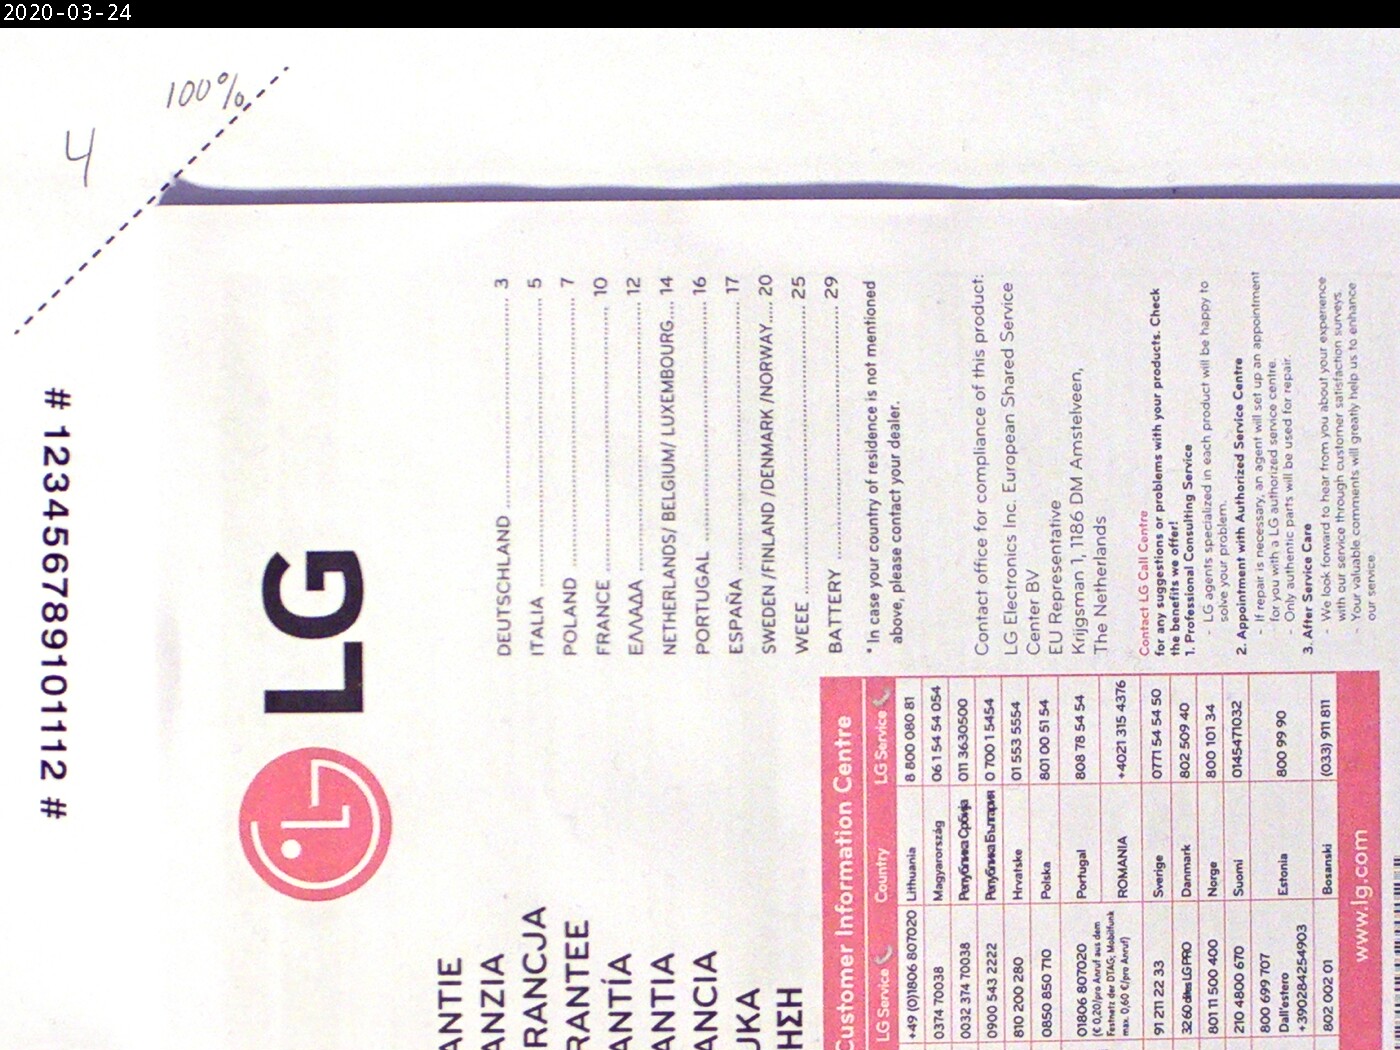 2020-03-24
100%
4
# 123456789101112 #
LG
ANTIE
ANZIA
RANCJA
RANTEE
ANTÍA
ANTIA
ANCIA
UKA
ΗΣΗ
DEUTSCHLAND 3
ITALIA 5
POLAND 7
FRANCE 10
ΕΛΛΑΔΑ 12
NETHERLANDS/ BELGIUM/ LUXEMBOURG 14
PORTUGAL 16
ESPAÑA 17
SWEDEN /FINLAND /DENMARK /NORWAY 20
WEEE 25
BATTERY 29
* In case your country of residence is not mentioned
above, please contact your dealer.
Contact office for compliance of this product:
LG Electronics Inc. European Shared Service
Center BV
EU Representative
Krijgsman 1, 1186 DM Amstelveen,
The Netherlands
Contact LG Call Centre
for any suggestions or problems with your products. Check
the benefits we offer!
1. Professional Consulting Service
- LG agents specialized in each product will be happy to
solve your problem.
2. Appointment with Authorized Service Centre
- If repair is necessary, an agent will set up an appointment
for you with a LG authorized service centre.
- Only authentic parts will be used for repair.
3. After Service Care
- We look forward to hear from you about your experience
with our service through customer satisfaction surveys.
- Your valuable comments will greatly help us to enhance
our service.
Customer Information Centre
LG Service Country LG Service
+49 (0)1806 807020 Lithuania 8 800 080 81
0374 70038 Magyarország 06 1 54 54 054
0032 374 70038 Република Србија 011 3630500
0900 543 2222 Република България 0 700 1 5454
810 200 280 Hrvatske 01 553 5554
0850 850 710 Polska 801 00 51 54
01806 807020 Portugal 808 78 54 54
(€ 0,20/pro Anruf aus dem
Festnetz der DTAG; Mobilfunk
max. 0,60 €/pro Anruf)
ROMANIA +4021 315 4376
91 211 22 33 Sverige 0771 54 54 50
3260 dites LG PRO Danmark 802 509 40
801 11 500 400 Norge 800 101 34
210 4800 670 Suomi 0145471032
800 699 707
Dall'estero
+390284254903
Estonia 800 99 90
802 002 01 Bosanski (033) 911 811
www.lg.com